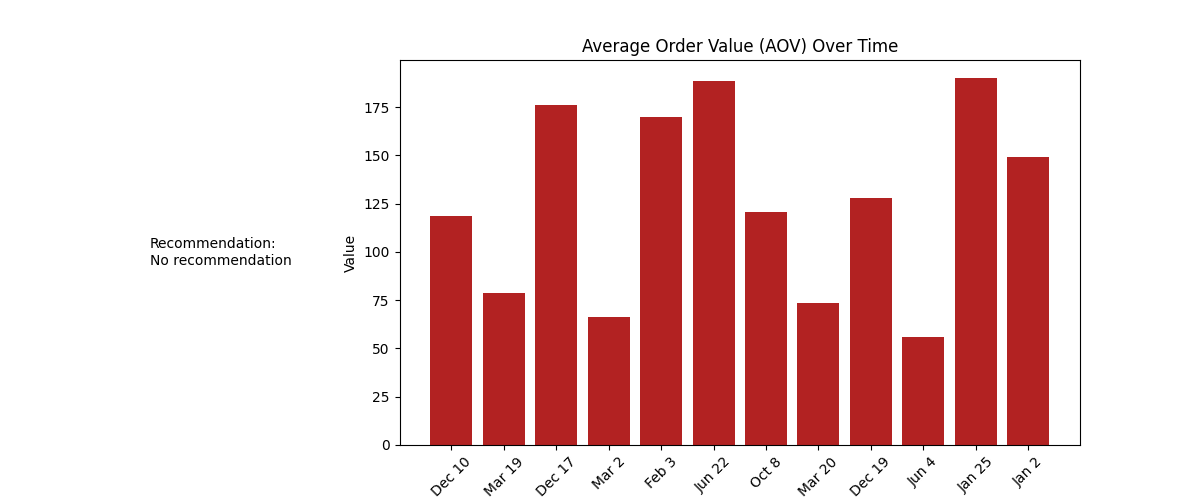 Average Order Value (AOV) Over Time
Recommendation:
No recommendation
Value
175
150
125
100
75
50
25
0
Dec 10
Mar 19
Dec 17
Mar 2
Feb 3
Jun 22
Oct 8
Mar 20
Dec 19
Jun 4
Jan 25
Jan 2